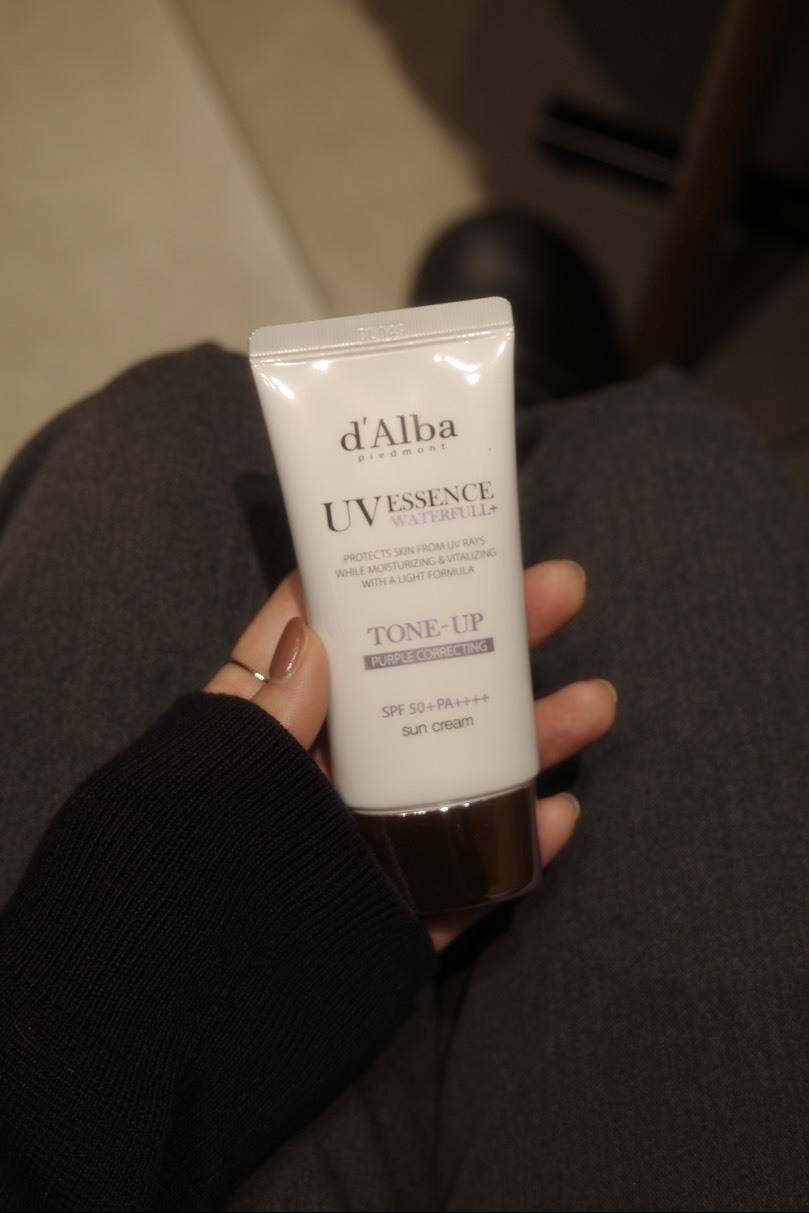 d'Alba
piedmont
UV ESSENCE
WATERFULL+
PROTECTS SKIN FROM UV RAYS
WHILE MOISTURIZING & VITALIZING
WITH A LIGHT FORMULA
TONE-UP
PURPLE CORRECTING
SPF 50+ PA++++
sun cream